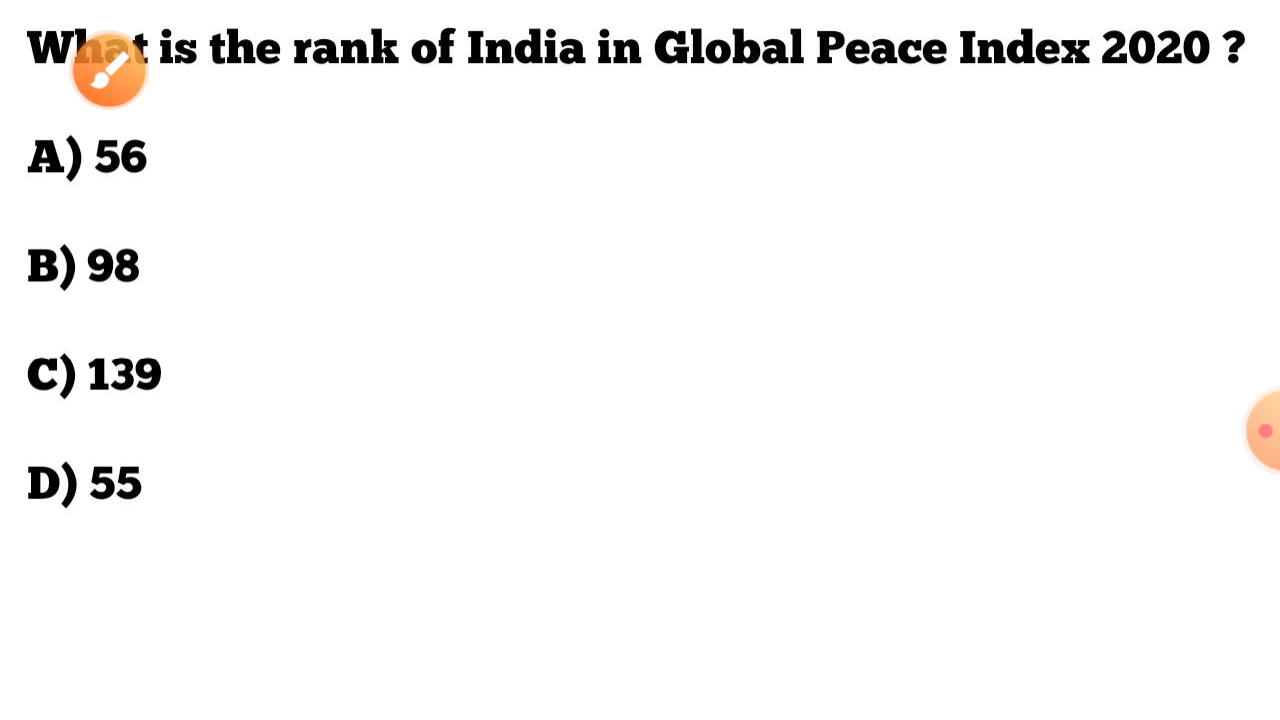 What is the rank of India in Global Peace Index 2020 ?
A) 56
B) 98
C) 139
D) 55